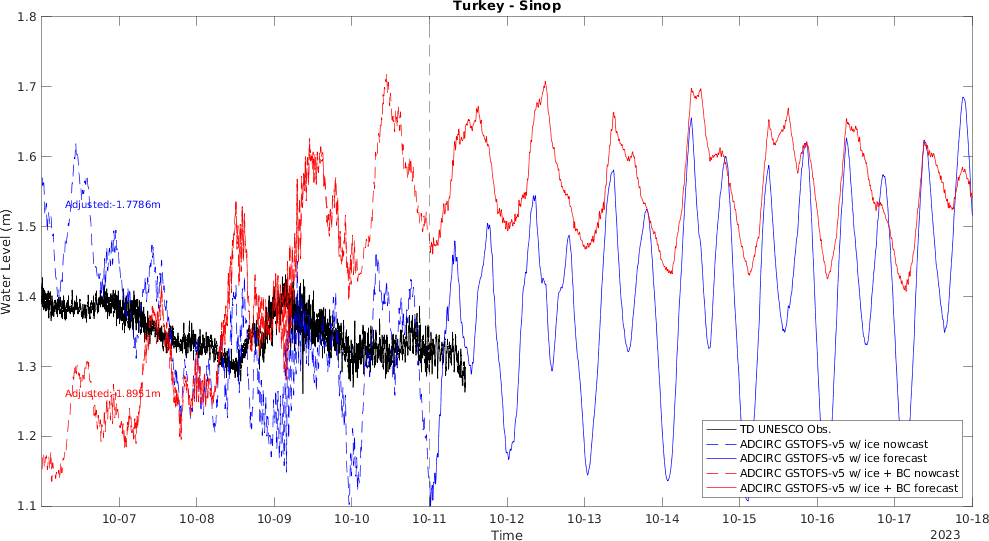 Turkey - Sinop
1.8
1.7
1.6
1.5
1.4
1.3
1.2
1.1
Water Level (m)
Adjusted:-1.7786m
Adjusted:-1.8951m
TD UNESCO Obs.
ADCIRC GSTOFS-v5 w/ ice nowcast
ADCIRC GSTOFS-v5 w/ ice forecast
ADCIRC GSTOFS-v5 w/ ice + BC nowcast
ADCIRC GSTOFS-v5 w/ ice + BC forecast
10-07 10-08 10-09 10-10 10-11 10-12 10-13 10-14 10-15 10-16 10-17 10-18
Time
2023